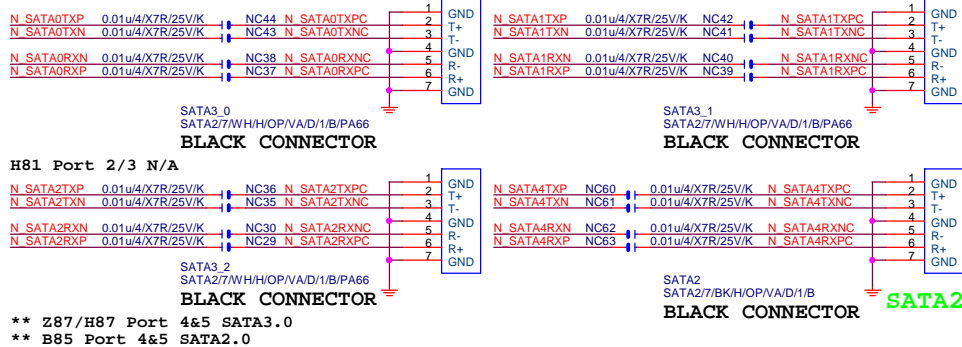 1 GND
N_SATA0TXP 0.01u/4/X7R/25V/K NC44 N_SATA0TXPC 2 T+
N_SATA0TXN 0.01u/4/X7R/25V/K NC43 N_SATA0TXNC 3 T-
4 GND
N_SATA0RXN 0.01u/4/X7R/25V/K NC38 N_SATA0RXNC 5 R-
N_SATA0RXP 0.01u/4/X7R/25V/K NC37 N_SATA0RXPC 6 R+
7 GND
SATA3_0
SATA2/7/WH/H/OP/VA/D/1/B/PA66
BLACK CONNECTOR
1 GND
N_SATA1TXP 0.01u/4/X7R/25V/K NC42 N_SATA1TXPC 2 T+
N_SATA1TXN 0.01u/4/X7R/25V/K NC41 N_SATA1TXNC 3 T-
4 GND
N_SATA1RXN 0.01u/4/X7R/25V/K NC40 N_SATA1RXNC 5 R-
N_SATA1RXP 0.01u/4/X7R/25V/K NC39 N_SATA1RXPC 6 R+
7 GND
SATA3_1
SATA2/7/WH/H/OP/VA/D/1/B/PA66
BLACK CONNECTOR
H81 Port 2/3 N/A
1 GND
N_SATA2TXP 0.01u/4/X7R/25V/K NC36 N_SATA2TXPC 2 T+
N_SATA2TXN 0.01u/4/X7R/25V/K NC35 N_SATA2TXNC 3 T-
4 GND
N_SATA2RXN 0.01u/4/X7R/25V/K NC30 N_SATA2RXNC 5 R-
N_SATA2RXP 0.01u/4/X7R/25V/K NC29 N_SATA2RXPC 6 R+
7 GND
SATA3_2
SATA2/7/WH/H/OP/VA/D/1/B/PA66
BLACK CONNECTOR
1 GND
N_SATA4TXP NC60 0.01u/4/X7R/25V/K N_SATA4TXPC 2 T+
N_SATA4TXN NC61 0.01u/4/X7R/25V/K N_SATA4TXNC 3 T-
4 GND
N_SATA4RXN NC62 0.01u/4/X7R/25V/K N_SATA4RXNC 5 R-
N_SATA4RXP NC63 0.01u/4/X7R/25V/K N_SATA4RXPC 6 R+
7 GND
SATA2
SATA2/7/BK/H/OP/VA/D/1/B
BLACK CONNECTOR
SATA2
** Z87/H87 Port 4&5 SATA3.0
** B85 Port 4&5 SATA2.0